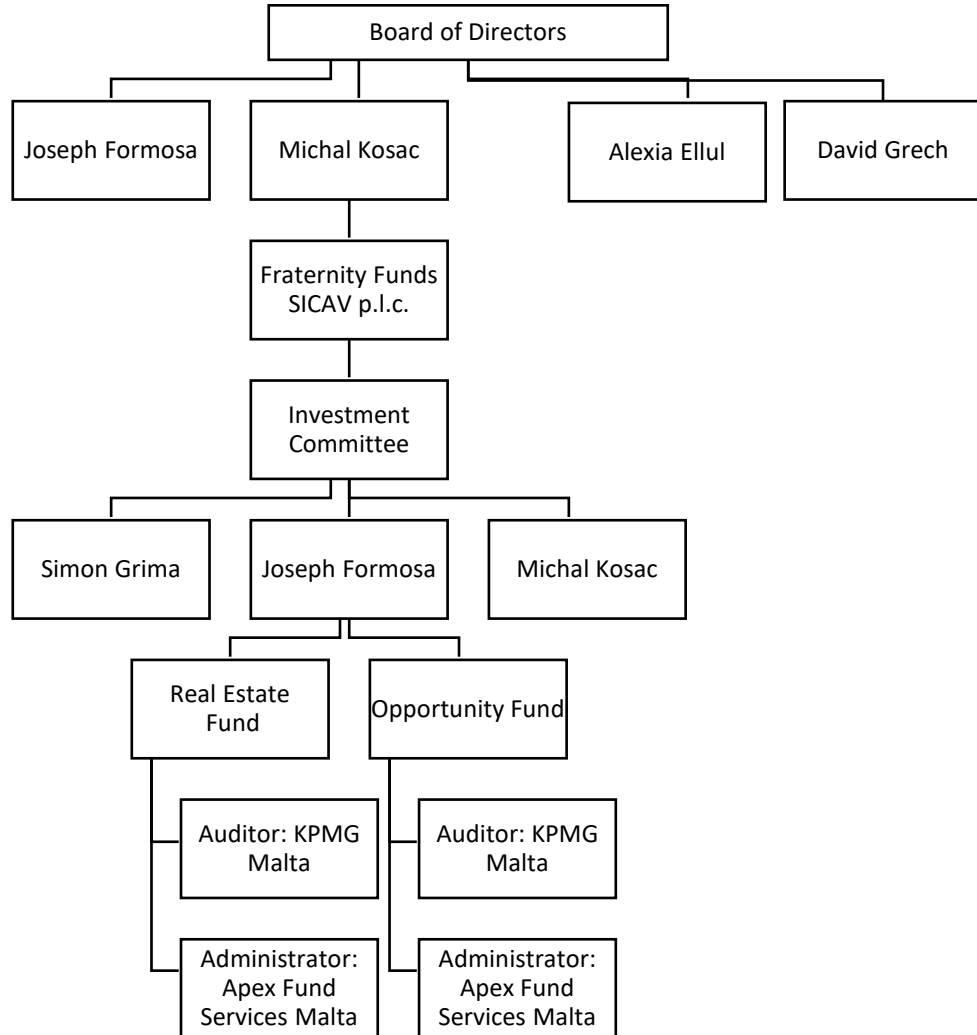 Board of Directors
Joseph Formosa
Michal Kosac
Alexia Ellul
David Grech
Fraternity Funds
SICAV p.l.c.
Investment
Committee
Simon Grima
Joseph Formosa
Michal Kosac
Real Estate
Fund
Opportunity Fund
Auditor: KPMG
Malta
Auditor: KPMG
Malta
Administrator:
Apex Fund
Services Malta
Administrator:
Apex Fund
Services Malta